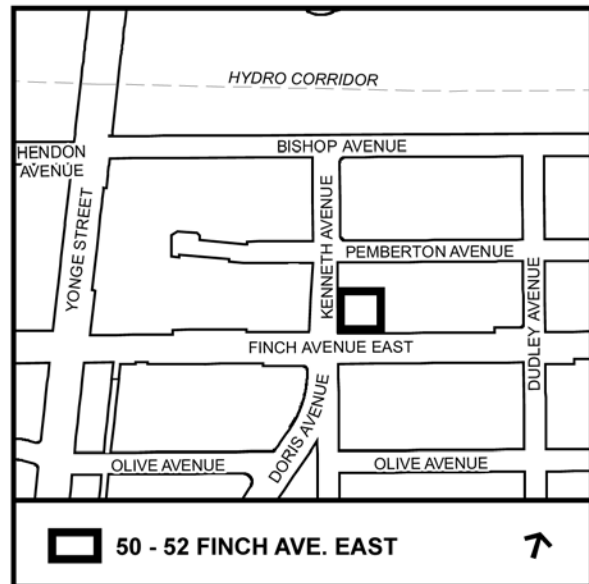 HYDRO CORRIDOR
BISHOP AVENUE
HENDON
AVENUE
YONGE STREET
KENNETH AVENUE
PEMBERTON AVENUE
DUDLEY AVENUE
FINCH AVENUE EAST
DORIS AVENUE
OLIVE AVENUE
OLIVE AVENUE
50 - 52 FINCH AVE. EAST